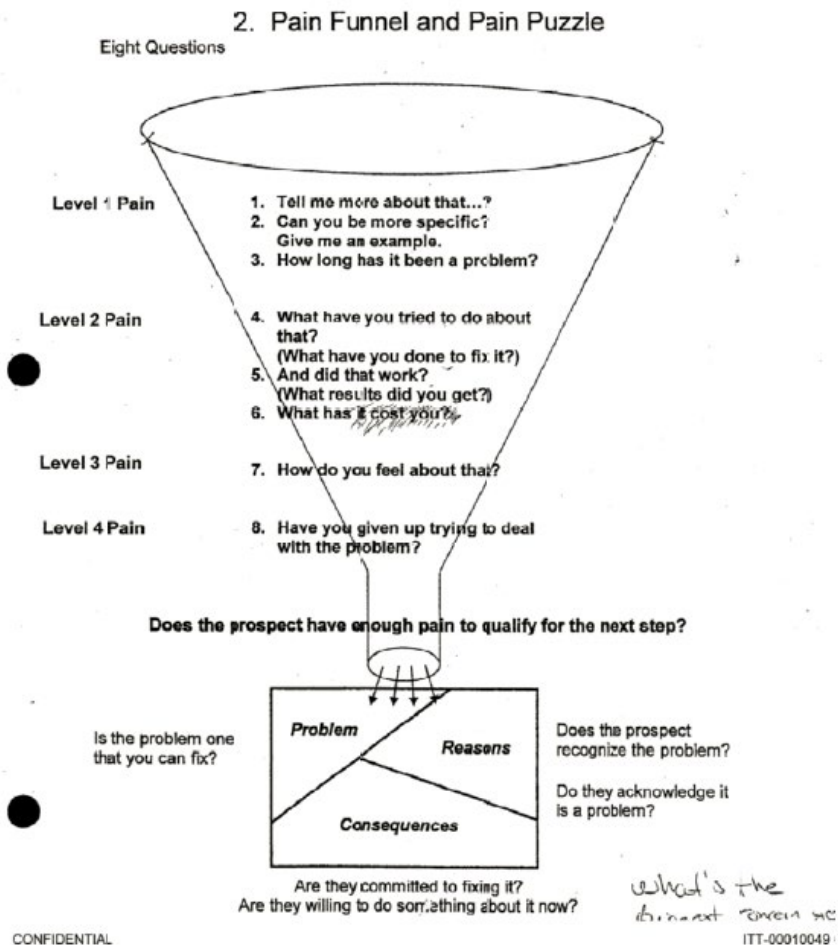 2. Pain Funnel and Pain Puzzle
Eight Questions
Level 1 Pain
1. Tell me more about that...?
2. Can you be more specific?
Give me an example.
3. How long has it been a problem?
Level 2 Pain
4. What have you tried to do about
that?
(What have you done to fix it?)
5. And did that work?
(What results did you get?)
6. What has it cost you?
Level 3 Pain
7. How do you feel about that?
Level 4 Pain
8. Have you given up trying to deal
with the problem?
Does the prospect have enough pain to qualify for the next step?
Is the problem one
that you can fix?
Problem
Reasons
Consequences
Does the prospect
recognize the problem?
Do they acknowledge it
is a problem?
Are they committed to fixing it?
Are they willing to do something about it now?
what's the
CONFIDENTIAL
ITT-00010049